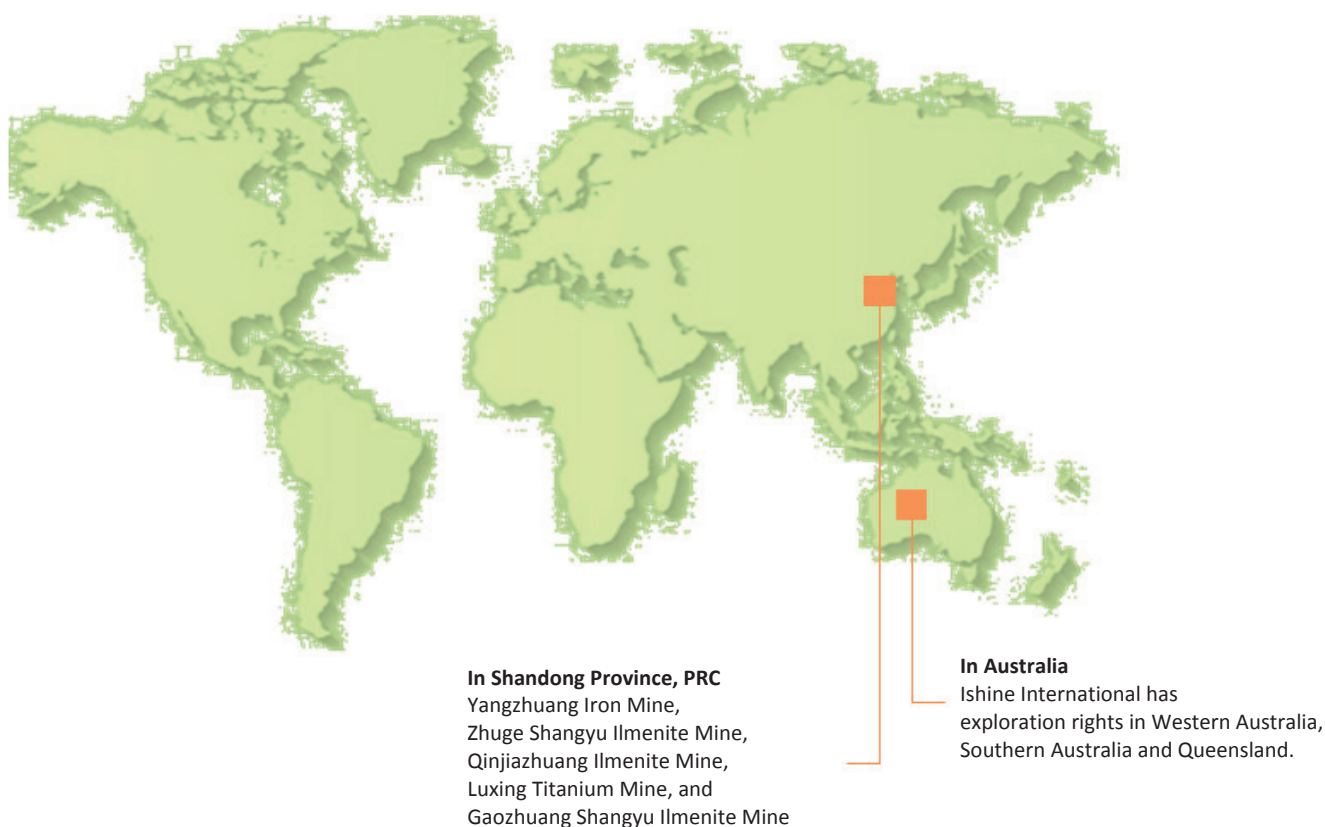 In Shandong Province, PRC
Yangzhuang Iron Mine,
Zhuge Shangyu Ilmenite Mine,
Qinjiazhuang Ilmenite Mine,
Luxing Titanium Mine, and
Gaozhuang Shangyu Ilmenite Mine
In Australia
Ishine International has
exploration rights in Western Australia,
Southern Australia and Queensland.